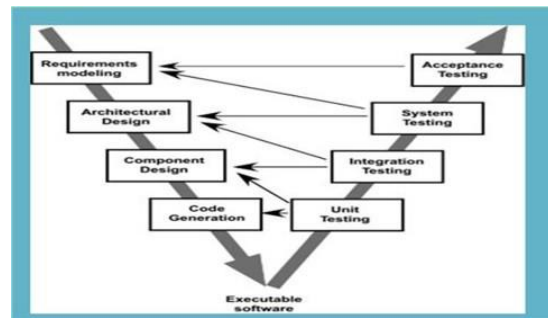 Requirements
modeling
Acceptance
Testing
Architectural
Design
System
Testing
Component
Design
Integration
Testing
Code
Generation
Unit
Testing
Executable
software